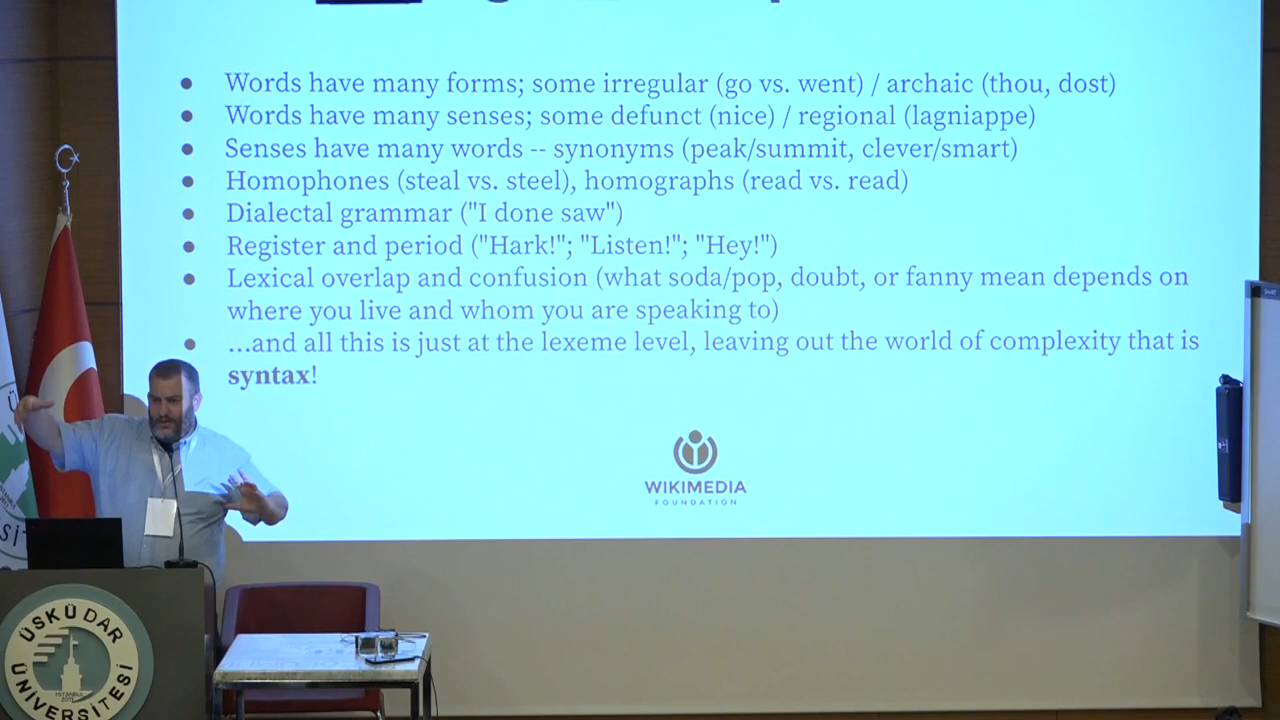 ● Words have many forms; some irregular (go vs. went) / archaic (thou, dost)
● Words have many senses; some defunct (nice) / regional (lagniappe)
● Senses have many words -- synonyms (peak/summit, clever/smart)
● Homophones (steal vs. steel), homographs (read vs. read)
● Dialectal grammar ("I done saw")
● Register and period ("Hark!"; "Listen!"; "Hey!")
● Lexical overlap and confusion (what soda/pop, doubt, or fanny mean depends on
where you live and whom you are speaking to)
● ...and all this is just at the lexeme level, leaving out the world of complexity that is
syntax!
WIKIMEDIA
FOUNDATION
ÜSKÜDAR
ÜNİVERSİTESİ
İSTANBUL
2011